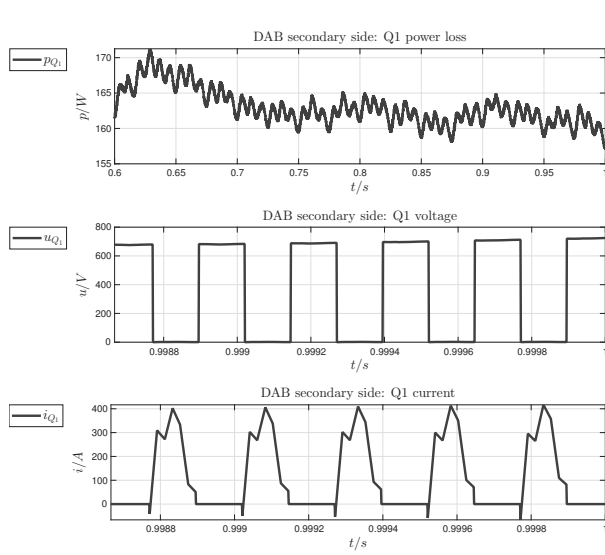 DAB secondary side: Q1 power loss
p_{Q_1}
p/W
170
165
160
155
0.6 0.65 0.7 0.75 0.8 0.85 0.9 0.95 1
t/s
DAB secondary side: Q1 voltage
u_{Q_1}
u/V
800
600
400
200
0
0.9988 0.999 0.9992 0.9994 0.9996 0.9998 1
t/s
DAB secondary side: Q1 current
i_{Q_1}
i/A
400
300
200
100
0
0.9988 0.999 0.9992 0.9994 0.9996 0.9998 1
t/s